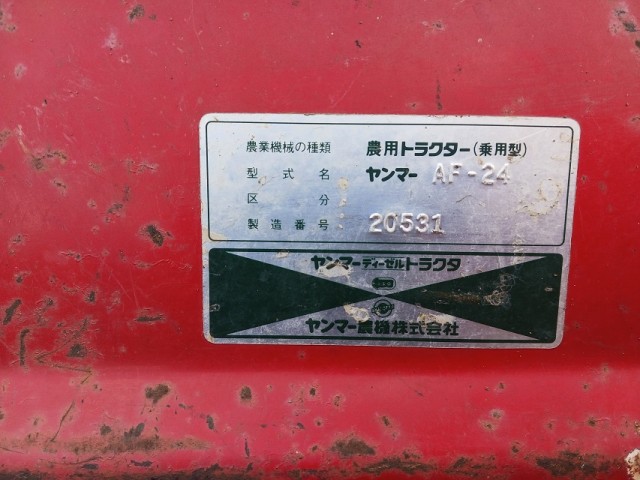 農業機械の種類 農用トラクター(乗用型)
型式名 ヤンマー AF-24
区分
製造番号 20531
ヤンマーディーゼルトラクタ
ヤンマー農機株式会社